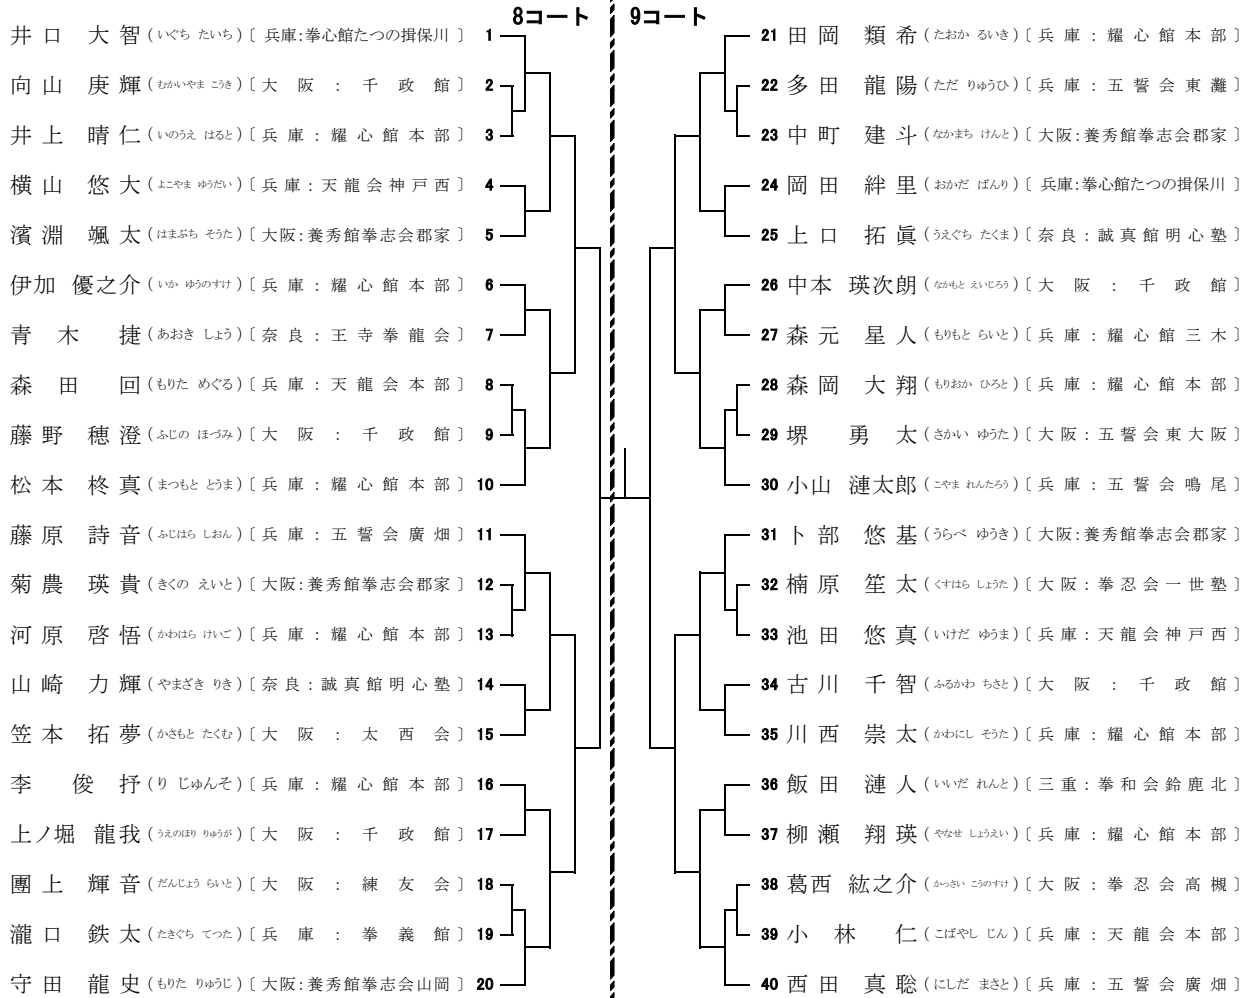 8コート
井口 大智(いぐち たいち)〔兵庫:拳心館たつの揖保川〕 1
向山 庚輝(むかいやま こうき)〔大阪:千政館〕 2
井上 晴仁(いのうえ はると)〔兵庫:耀心館本部〕 3
横山 悠大(よこやま ゆうだい)〔兵庫:天龍会神戸西〕 4
濱淵 颯太(はまぶち そうた)〔大阪:養秀館拳志会郡家〕 5
伊加 優之介(いか ゆうのすけ)〔兵庫:耀心館本部〕 6
青木 捷(あおき しょう)〔奈良:王寺拳龍会〕 7
森田 回(もりた めぐる)〔兵庫:天龍会本部〕 8
藤野 穂澄(ふじの ほづみ)〔大阪:千政館〕 9
松本 柊真(まつもと とうま)〔兵庫:耀心館本部〕 10
藤原 詩音(ふじはら しおん)〔兵庫:五誓会廣畑〕 11
菊農 瑛貴(きくの えいと)〔大阪:養秀館拳志会郡家〕 12
河原 啓悟(かわはら けいご)〔兵庫:耀心館本部〕 13
山崎 力輝(やまざき りき)〔奈良:誠真館明心塾〕 14
笠本 拓夢(かさもと たくむ)〔大阪:太西会〕 15
李 俊抒(り じゅんそ)〔兵庫:耀心館本部〕 16
上ノ堀 龍我(うえのほり りゅうが)〔大阪:千政館〕 17
團上 輝音(だんじょう らいと)〔大阪:練友会〕 18
瀧口 鉄太(たきぐち てつた)〔兵庫:拳義館〕 19
守田 龍史(もりた りゅうじ)〔大阪:養秀館拳志会山岡〕 20
9コート
21 田岡 類希(たおか るいき)〔兵庫:耀心館本部〕
22 多田 龍陽(ただ りゅうひ)〔兵庫:五誓会東灘〕
23 中町 建斗(なかまち けんと)〔大阪:養秀館拳志会郡家〕
24 岡田 絆里(おかだ ばんり)〔兵庫:拳心館たつの揖保川〕
25 上口 拓眞(うえぐち たくま)〔奈良:誠真館明心塾〕
26 中本 瑛次朗(なかもと えいじろう)〔大阪:千政館〕
27 森元 星人(もりもと らいと)〔兵庫:耀心館三木〕
28 森岡 大翔(もりおか ひろと)〔兵庫:耀心館本部〕
29 堺 勇太(さかい ゆうた)〔大阪:五誓会東大阪〕
30 小山 漣太郎(こやま れんたろう)〔兵庫:五誓会鳴尾〕
31 卜部 悠基(うらべ ゆうき)〔大阪:養秀館拳志会郡家〕
32 楠原 笙太(くすはら しょうた)〔大阪:拳忍会一世塾〕
33 池田 悠真(いけだ ゆうま)〔兵庫:天龍会神戸西〕
34 古川 千智(ふるかわ ちさと)〔大阪:千政館〕
35 川西 崇太(かわにし そうた)〔兵庫:耀心館本部〕
36 飯田 漣人(いいだ れんと)〔三重:拳和会鈴鹿北〕
37 柳瀬 翔瑛(やなせ しょうえい)〔兵庫:耀心館本部〕
38 葛西 紘之介(かっさい こうのすけ)〔大阪:拳忍会高槻〕
39 小林 仁(こばやし じん)〔兵庫:天龍会本部〕
40 西田 真聡(にしだ まさと)〔兵庫:五誓会廣畑〕